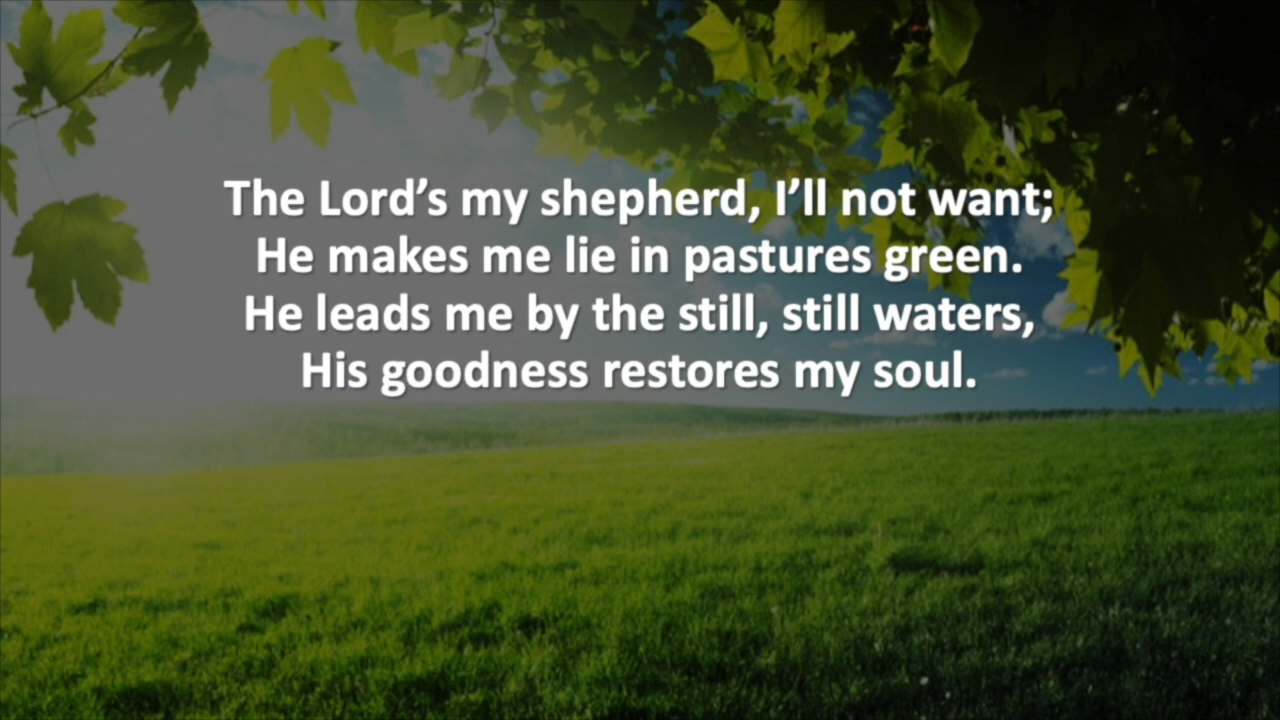 The Lord’s my shepherd, I’ll not want;
He makes me lie in pastures green.
He leads me by the still, still waters,
His goodness restores my soul.